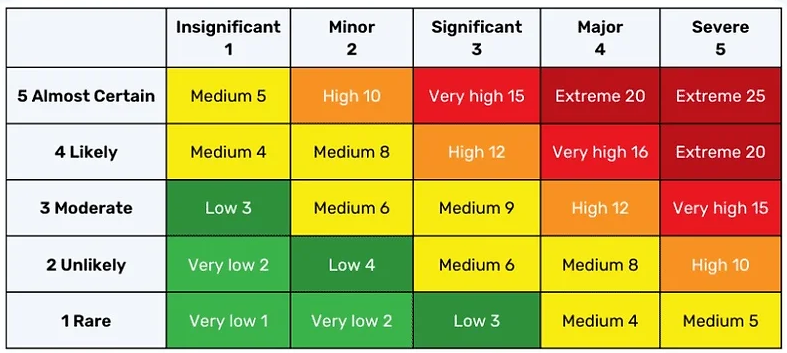 Insignificant Minor Significant Major Severe
1 2 3 4 5
5 Almost Certain Medium 5 High 10 Very high 15 Extreme 20 Extreme 25
4 Likely Medium 4 Medium 8 High 12 Very high 16 Extreme 20
3 Moderate Low 3 Medium 6 Medium 9 High 12 Very high 15
2 Unlikely Very low 2 Low 4 Medium 6 Medium 8 High 10
1 Rare Very low 1 Very low 2 Low 3 Medium 4 Medium 5